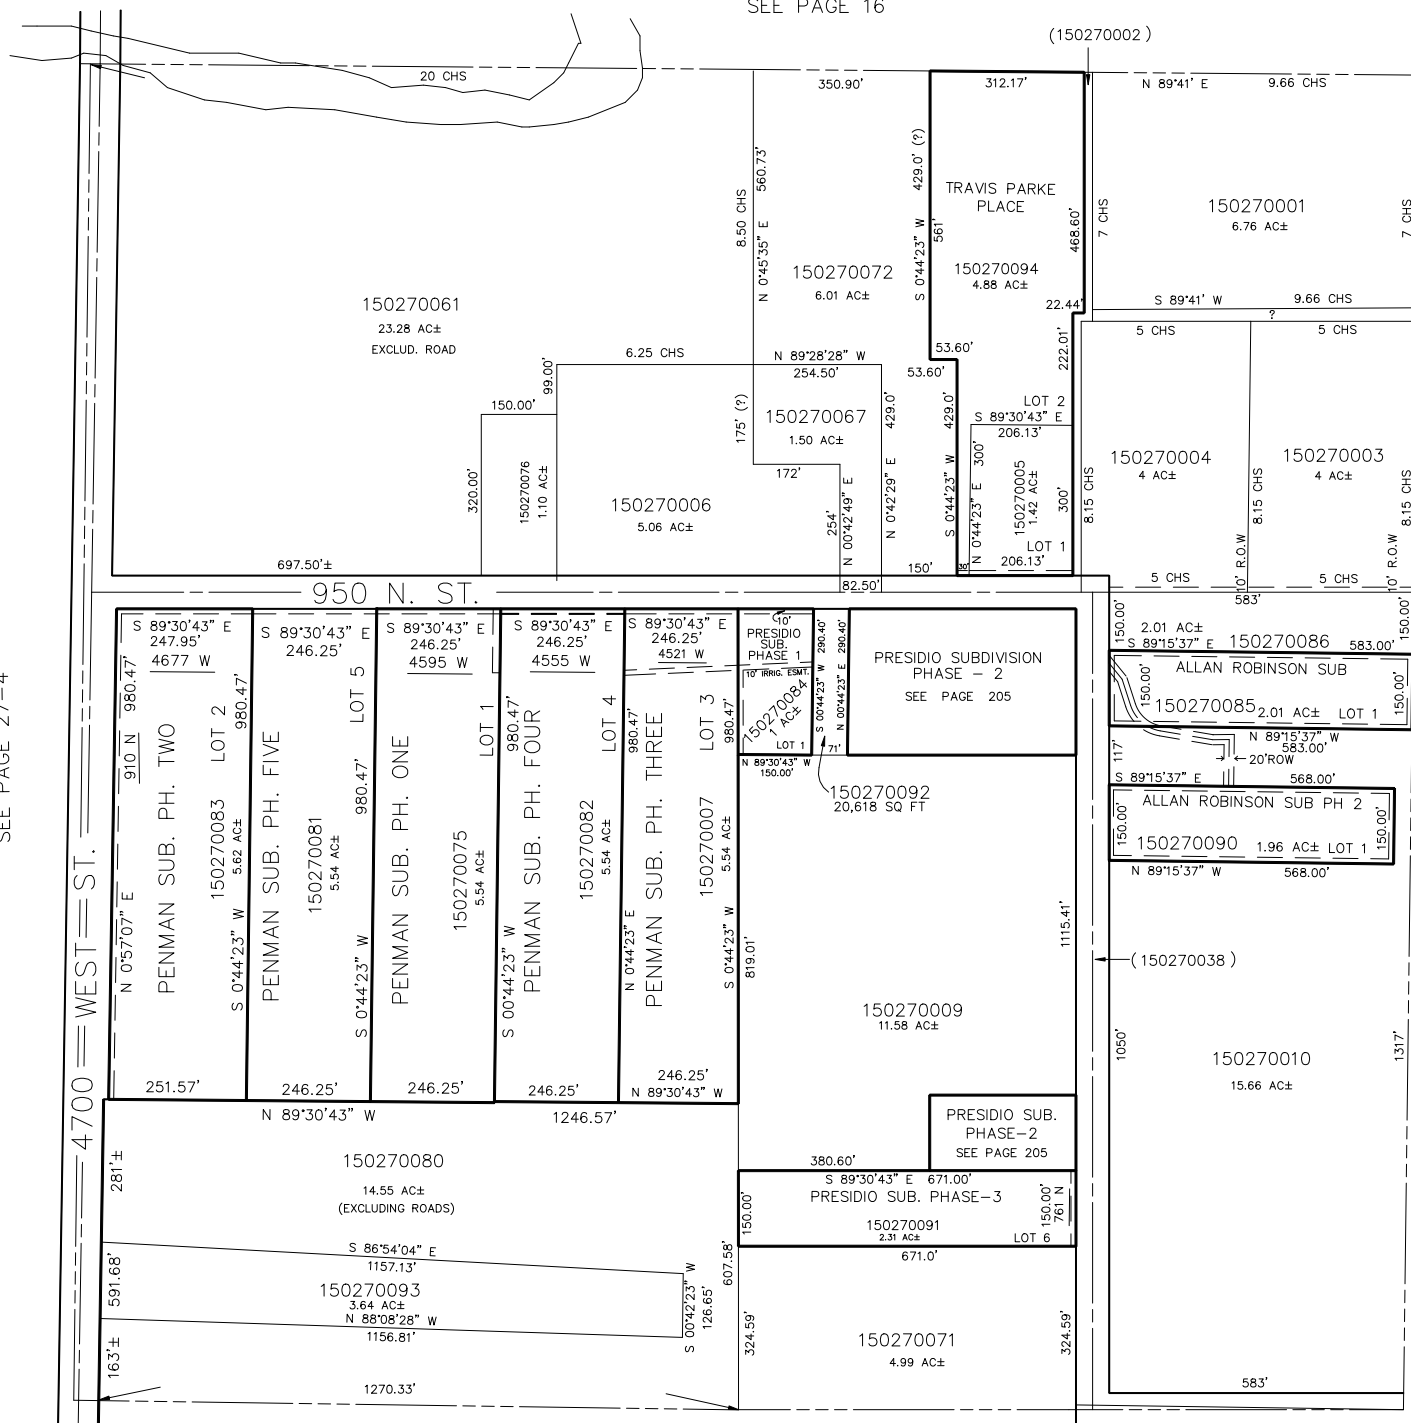 SEE PAGE 16
(150270002 )
20 CHS
350.90'
312.17'
N 89°41' E
9.66 CHS
8.50 CHS
N 0°45'35" E 560.73'
S 0°44'23" W 429.0' (?)
561'
TRAVIS PARKE
PLACE
150270094
4.88 AC±
468.60'
22.44'
7 CHS
150270001
6.76 AC±
7 CHS
150270061
23.28 AC±
EXCLUD. ROAD
150270072
6.01 AC±
S 89°41' W
9.66 CHS
?
5 CHS
5 CHS
6.25 CHS
N 89°28'28" W
254.50'
53.60'
53.60'
222.01'
99.00'
150.00'
320.00'
150270076
1.10 AC±
175' (?)
150270067
1.50 AC±
172'
254'
N 00°42'49" E
N 0°42'29" E 429.0'
S 0°44'23" W 429.0'
LOT 2
S 89°30'43" E
206.13'
N 0°44'23" E 300'
150270005
1.42 AC±
300'
LOT 1
206.13'
30'
8.15 CHS
150270004
4 AC±
8.15 CHS
10' R.O.W
150270003
4 AC±
8.15 CHS
10' R.O.W
150270006
5.06 AC±
697.50'±
150'
82.50'
950 N. ST.
5 CHS
5 CHS
583'
SEE PAGE 27-4
4700 WEST ST.
S 89°30'43" E
247.95'
4677 W
910 N 980.47'
N 0°57'07" E
PENMAN SUB. PH. TWO
LOT 2
150270083
5.62 AC±
S 0°44'23" W
980.47'
251.57'
S 89°30'43" E
246.25'
PENMAN SUB. PH. FIVE
LOT 5
150270081
5.54 AC±
S 0°44'23" W
980.47'
246.25'
S 89°30'43" E
246.25'
4595 W
PENMAN SUB. PH. ONE
LOT 1
150270075
5.54 AC±
246.25'
S 89°30'43" E
246.25'
4555 W
S 00°44'23" W
980.47'
PENMAN SUB. PH. FOUR
LOT 4
150270082
5.54 AC±
246.25'
S 89°30'43" E
246.25'
4521 W
N 0°44'23" E
980.47'
PENMAN SUB. PH. THREE
LOT 3
150270007
5.54 AC±
S 0°44'23" W
980.47'
246.25'
N 89°30'43" W
10'
PRESIDIO
SUB.
PHASE 1
10' IRRIG. ESMT.
150270084
1 AC±
LOT 1
N 89°30'43" W
150.00'
S 00°44'23" W 290.40'
N 00°44'23" E 290.40'
71'
150270092
20,618 SQ FT
PRESIDIO SUBDIVISION
PHASE - 2
SEE PAGE 205
150.00'
2.01 AC±
S 89°15'37" E
150270086
583.00'
150.00'
ALLAN ROBINSON SUB
150.00'
150270085
2.01 AC±
LOT 1
150.00'
N 89°15'37" W
583.00'
20'ROW
117'
S 89°15'37" E
568.00'
ALLAN ROBINSON SUB PH 2
150.00'
150270090
1.96 AC± LOT 1
150.00'
N 89°15'37" W
568.00'
819.01'
1115.41'
(150270038 )
150270009
11.58 AC±
1050'
150270010
15.66 AC±
1317'
583'
N 89°30'43" W
1246.57'
PRESIDIO SUB.
PHASE-2
SEE PAGE 205
380.60'
S 89°30'43" E 671.00'
PRESIDIO SUB. PHASE-3
150.00'
150270091
2.31 AC±
LOT 6
150.00'
761 N
671.0'
281'±
150270080
14.55 AC±
(EXCLUDING ROADS)
S 86°54'04" E
1157.13'
591.68'
150270093
3.64 AC±
N 88°08'28" W
1156.81'
S 00°42'23" W
126.65'
607.58'
324.59'
150270071
4.99 AC±
324.59'
163'±
1270.33'